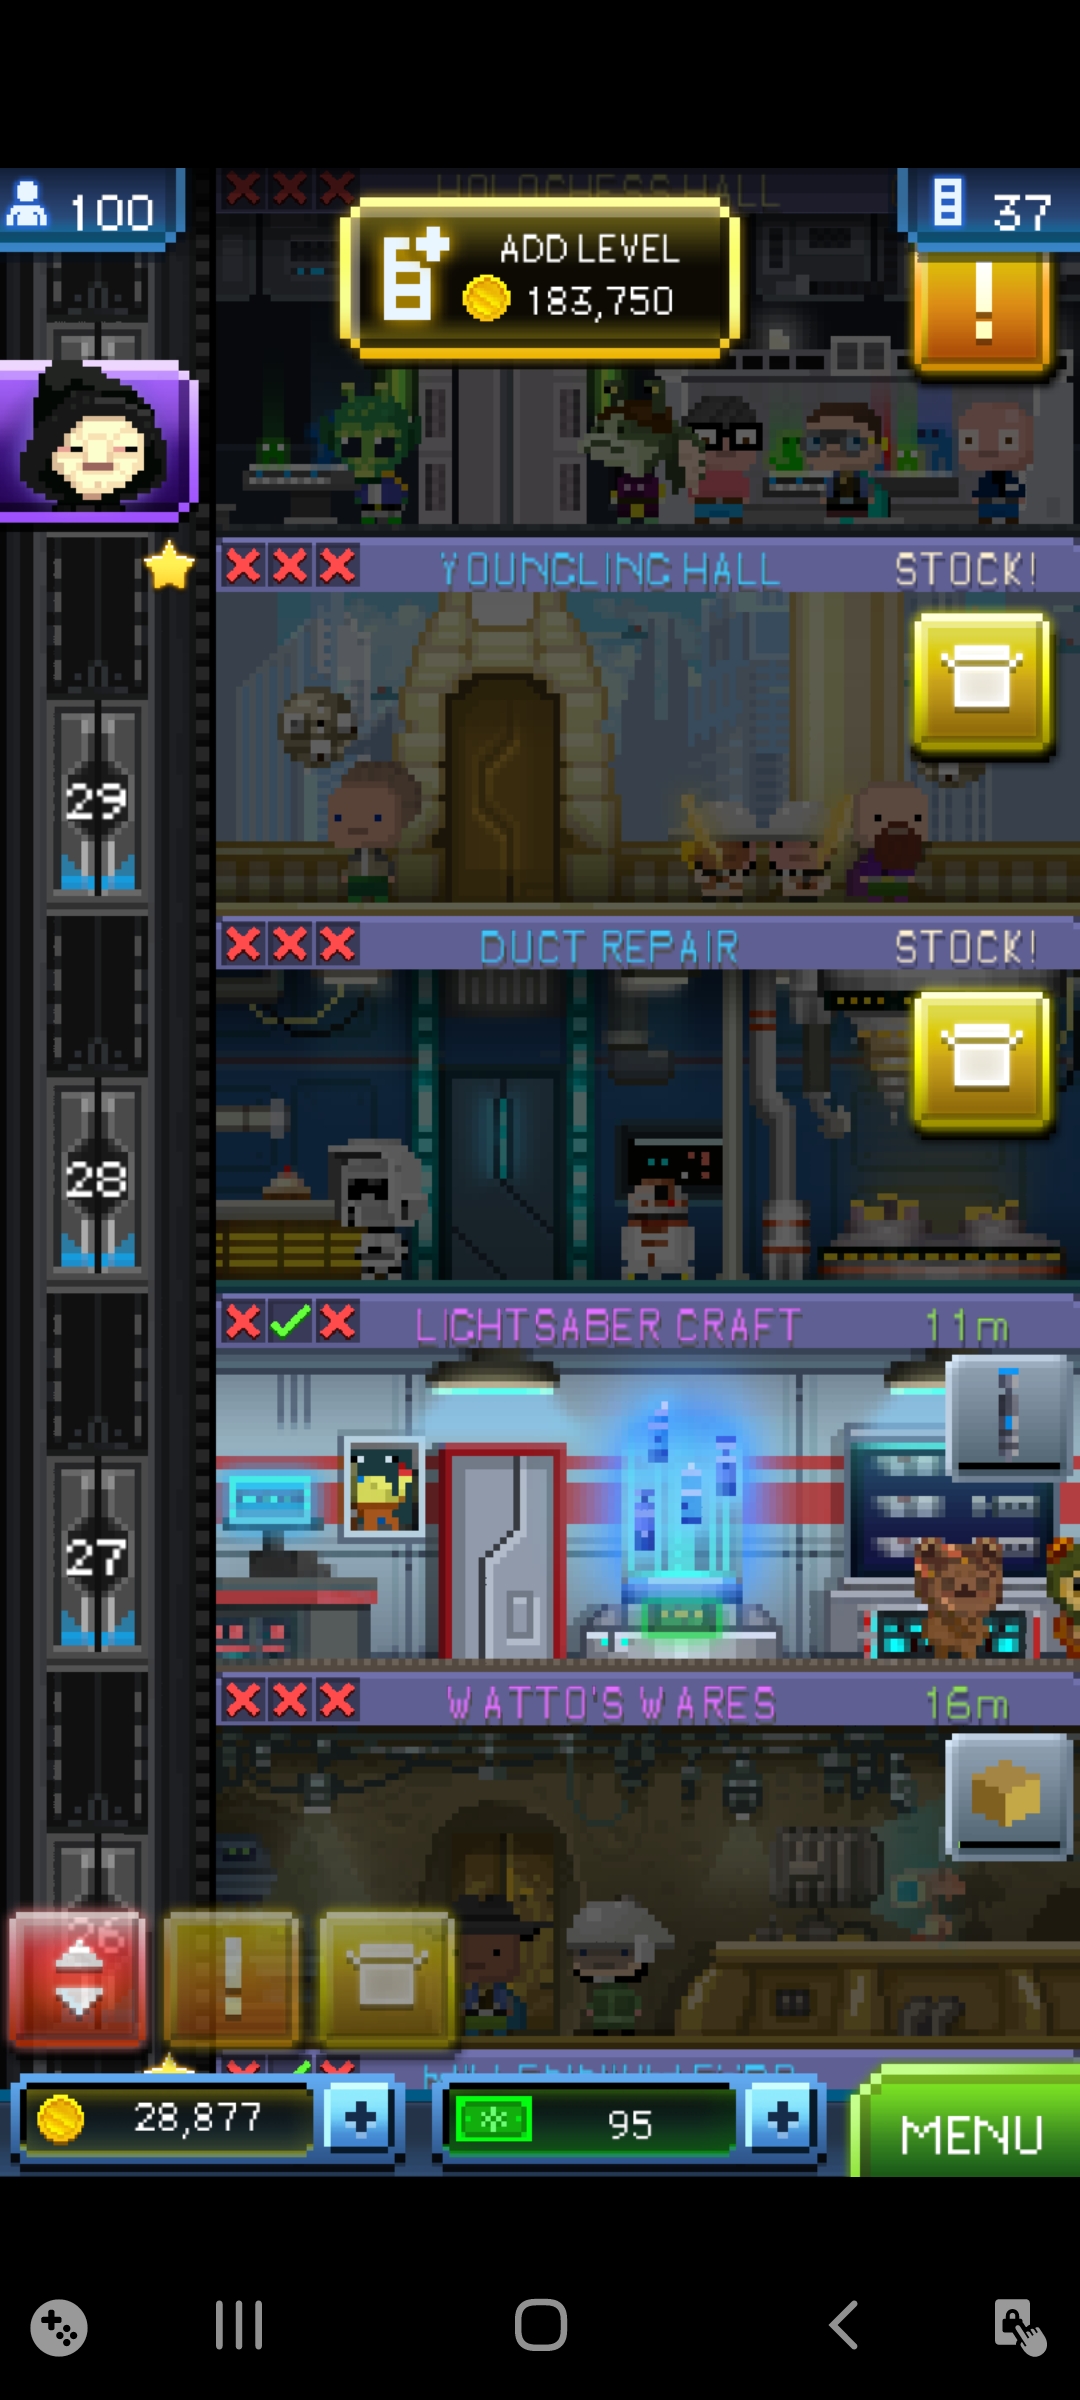 100
HOLOCHESS HALL
37
ADD LEVEL
183,750
!
YOUNGLING HALL
STOCK!
29
DUCT REPAIR
STOCK!
28
LIGHTSABER CRAFT
11m
27
WATTO'S WARES
16m
26
!
28,877
+
95
+
MENU